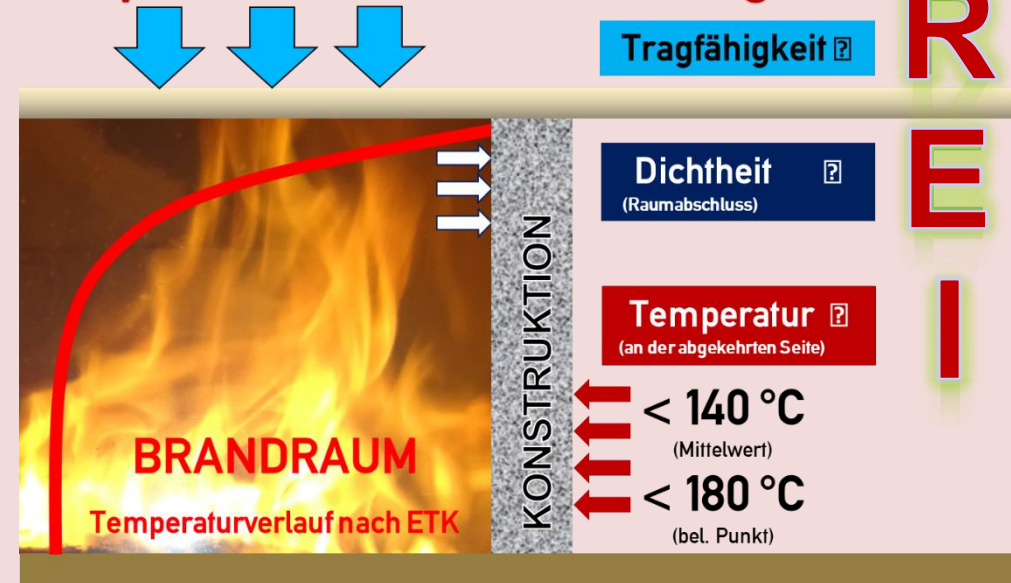 R
Tragfähigkeit
E
Dichtheit
(Raumabschluss)
I
Temperatur
(an der abgekehrten Seite)
< 140 °C
(Mittelwert)
< 180 °C
(bel. Punkt)
KONSTRUKTION
BRANDRAUM
Temperaturverlauf nach ETK